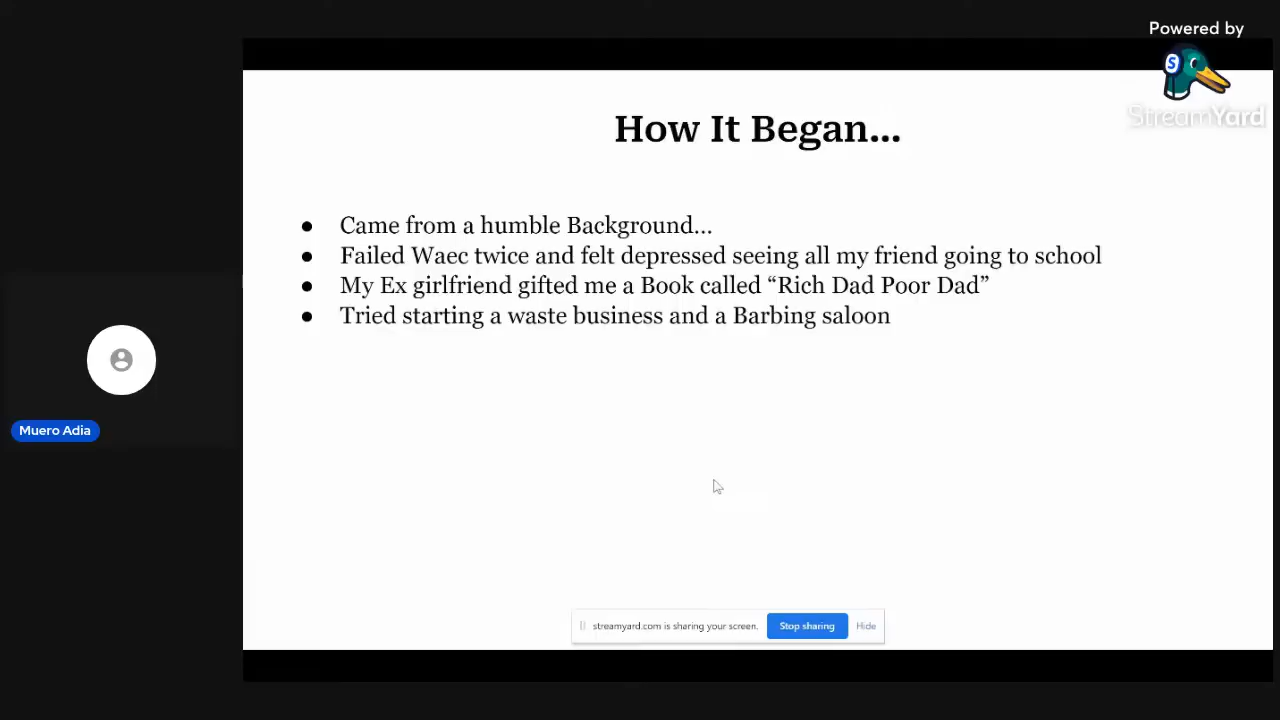 Powered by
S
StreamYard
How It Began...
● Came from a humble Background...
● Failed Waec twice and felt depressed seeing all my friend going to school
● My Ex girlfriend gifted me a Book called “Rich Dad Poor Dad”
● Tried starting a waste business and a Barbing saloon
Muero Adia
streamyard.com is sharing your screen. Stop sharing Hide